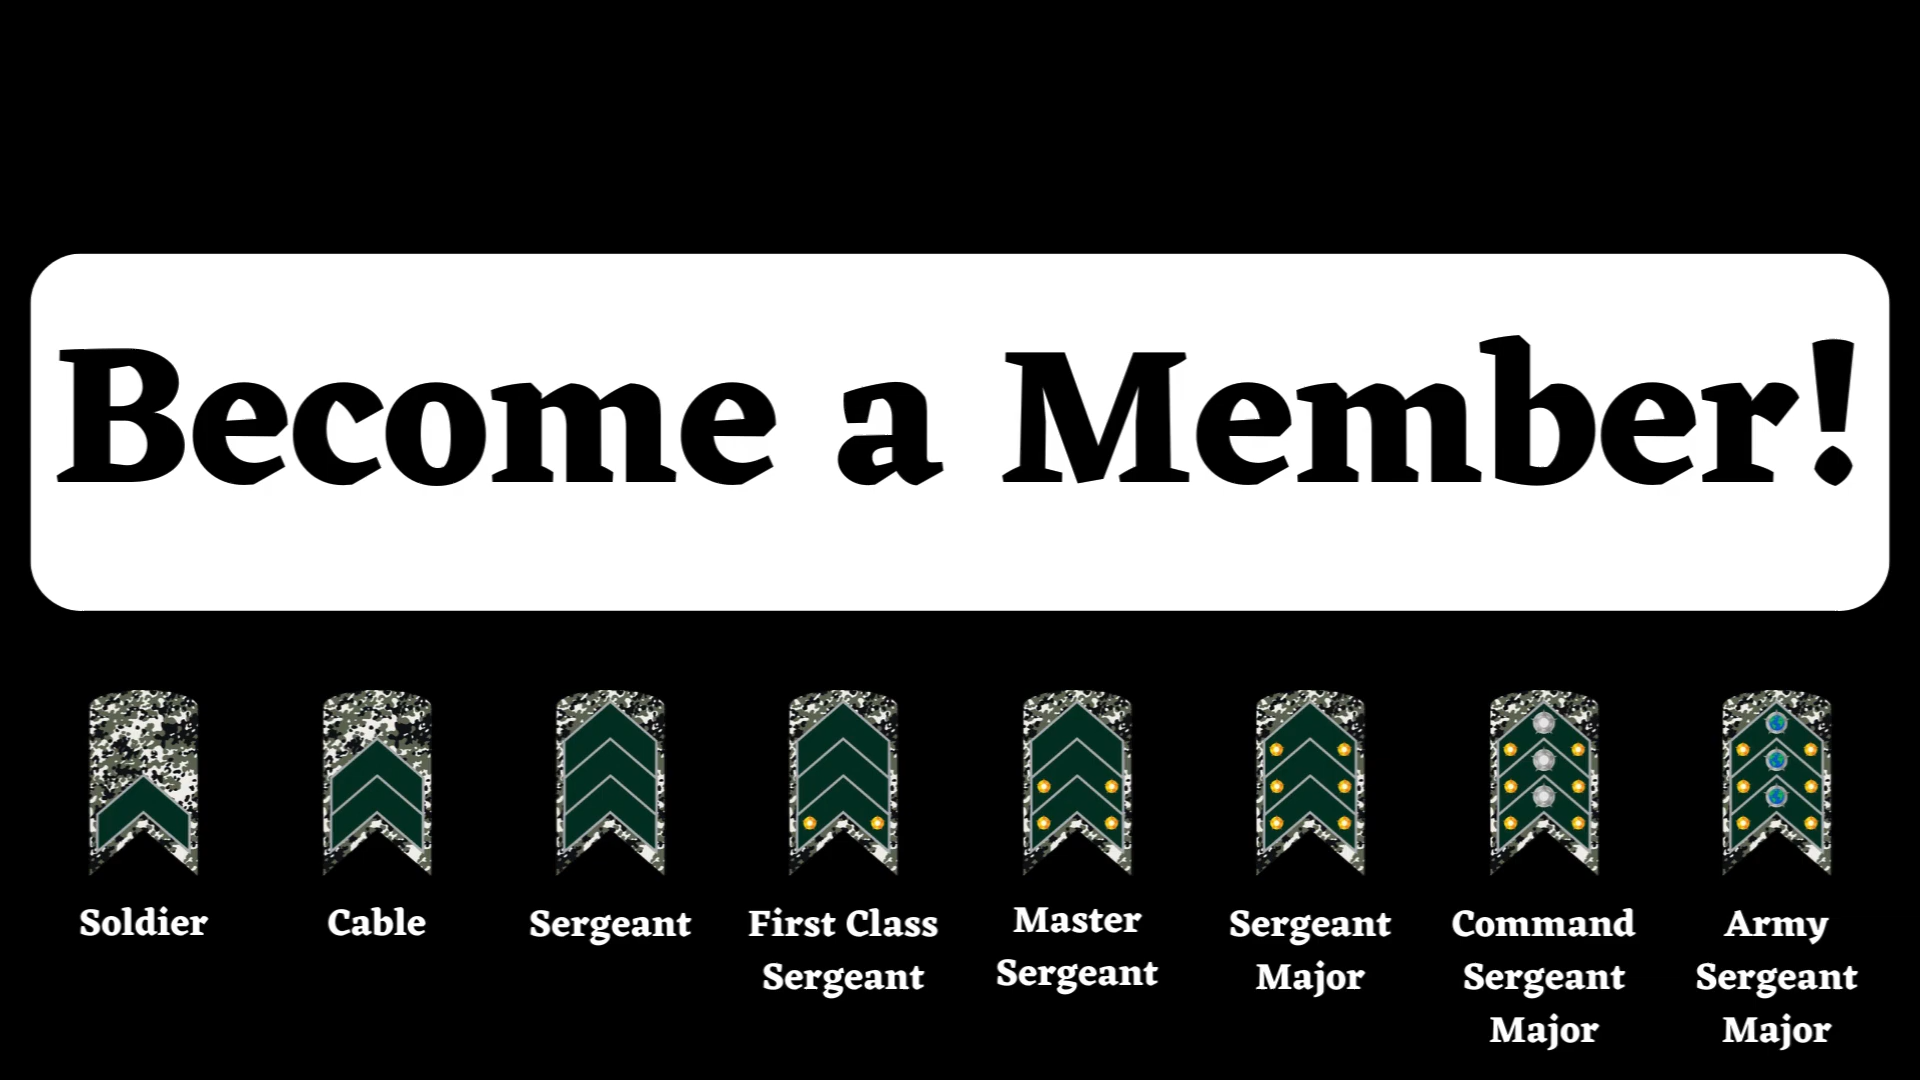 Become a Member!
Soldier
Cable
Sergeant
First Class
Sergeant
Master
Sergeant
Sergeant
Major
Command
Sergeant
Major
Army
Sergeant
Major